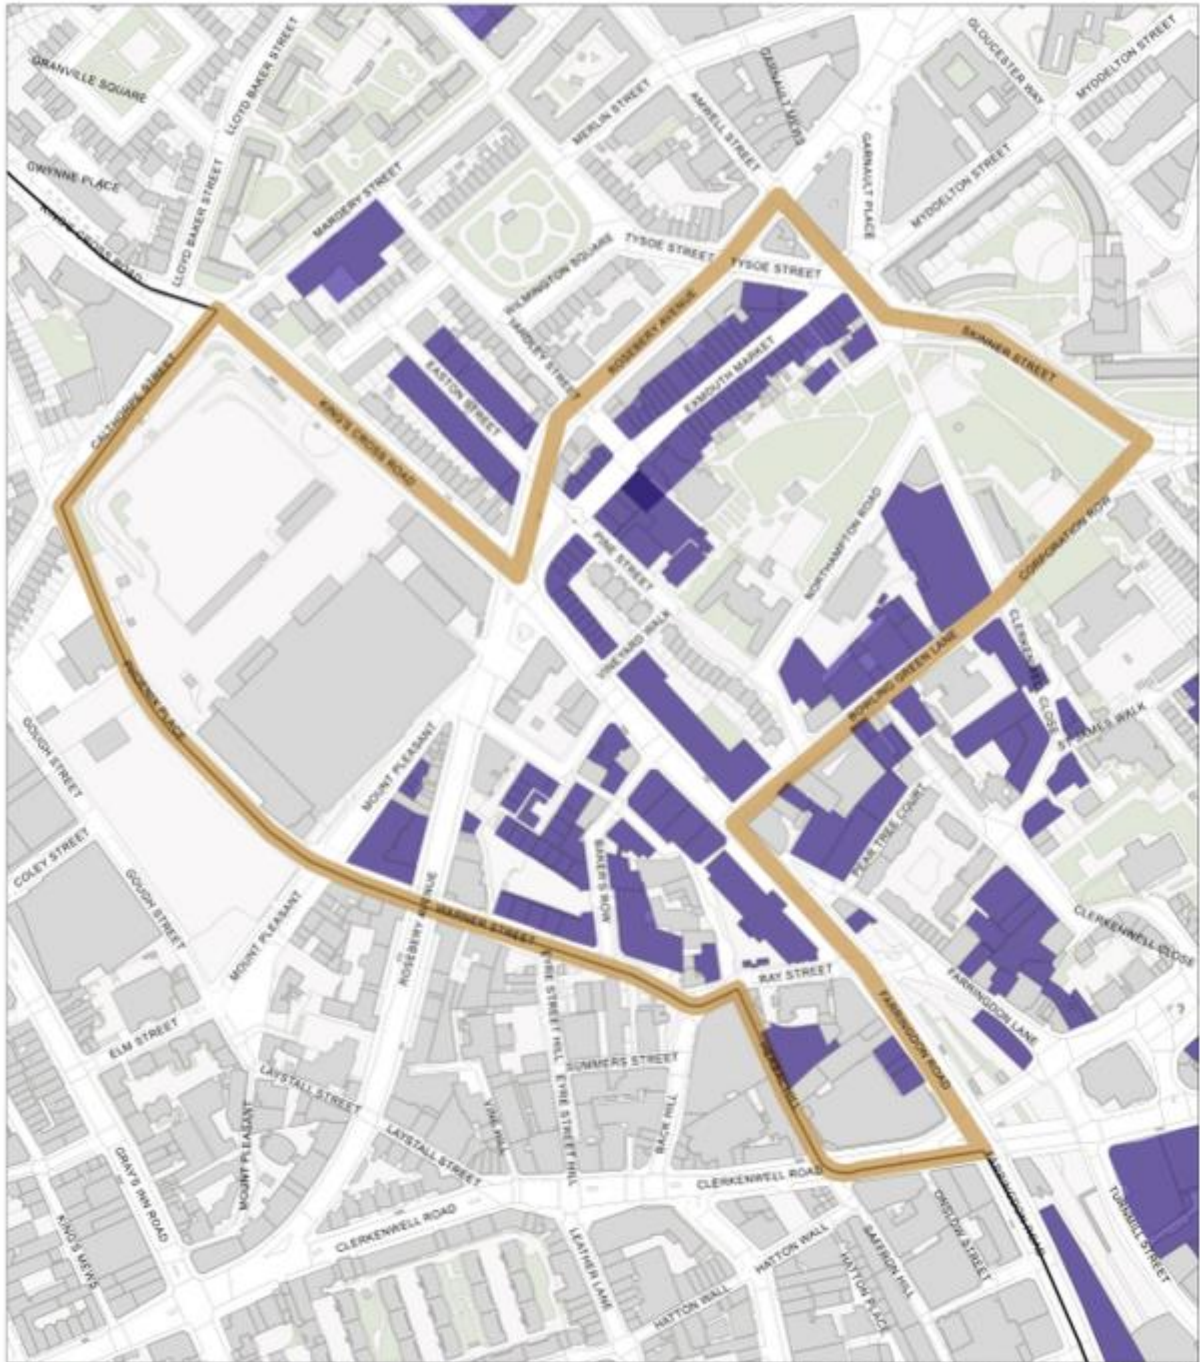 GRANVILLE SQUARE
LLOYD BAKER STREET
GWYNNE PLACE
LLOYD BAKER STREET
MARGERY STREET
MERLIN STREET
AMWELL STREET
GARNAULT MEWS
GLOUCESTER WAY
MYDDELTON STREET
GARNAULT PLACE
MYDDELTON STREET
TYSOE STREET
TYSOE STREET
WILMINGTON SQUARE
YARDLEY STREET
ROSEBERY AVENUE
EXMOUTH MARKET
SKINNER STREET
CALTHORPE STREET
KING'S CROSS ROAD
EASTON STREET
PINE STREET
NORTHAMPTON ROAD
CORPORATION ROW
VINEYARD WALK
BOWLING GREEN LANE
CLOSE
PHOENIX PLACE
GOUGH STREET
MOUNT PLEASANT
COLEY STREET
GOUGH STREET
MOUNT PLEASANT
ROSEBERY AVENUE
WARNER STREET
BAKER'S ROW
PEAR TREE COURT
CLERKENWELL CLOSE
RAY STREET
FARRINGDON LANE
FARRINGDON ROAD
ELM STREET
LAYSTALL STREET
MOUNT PLEASANT
LAYSTALL STREET
VINE HILL
EYRE STREET HILL
EYRE STREET HILL
SUMMERS STREET
BACK HILL
CLERKENWELL ROAD
CLERKENWELL ROAD
GRAY'S INN ROAD
KING'S MEWS
LEATHER LANE
HATTON WALL
HATTON WALL
HATTON PLACE
SAFFRON HILL
ONSLOW STREET
TURNMILL STREET